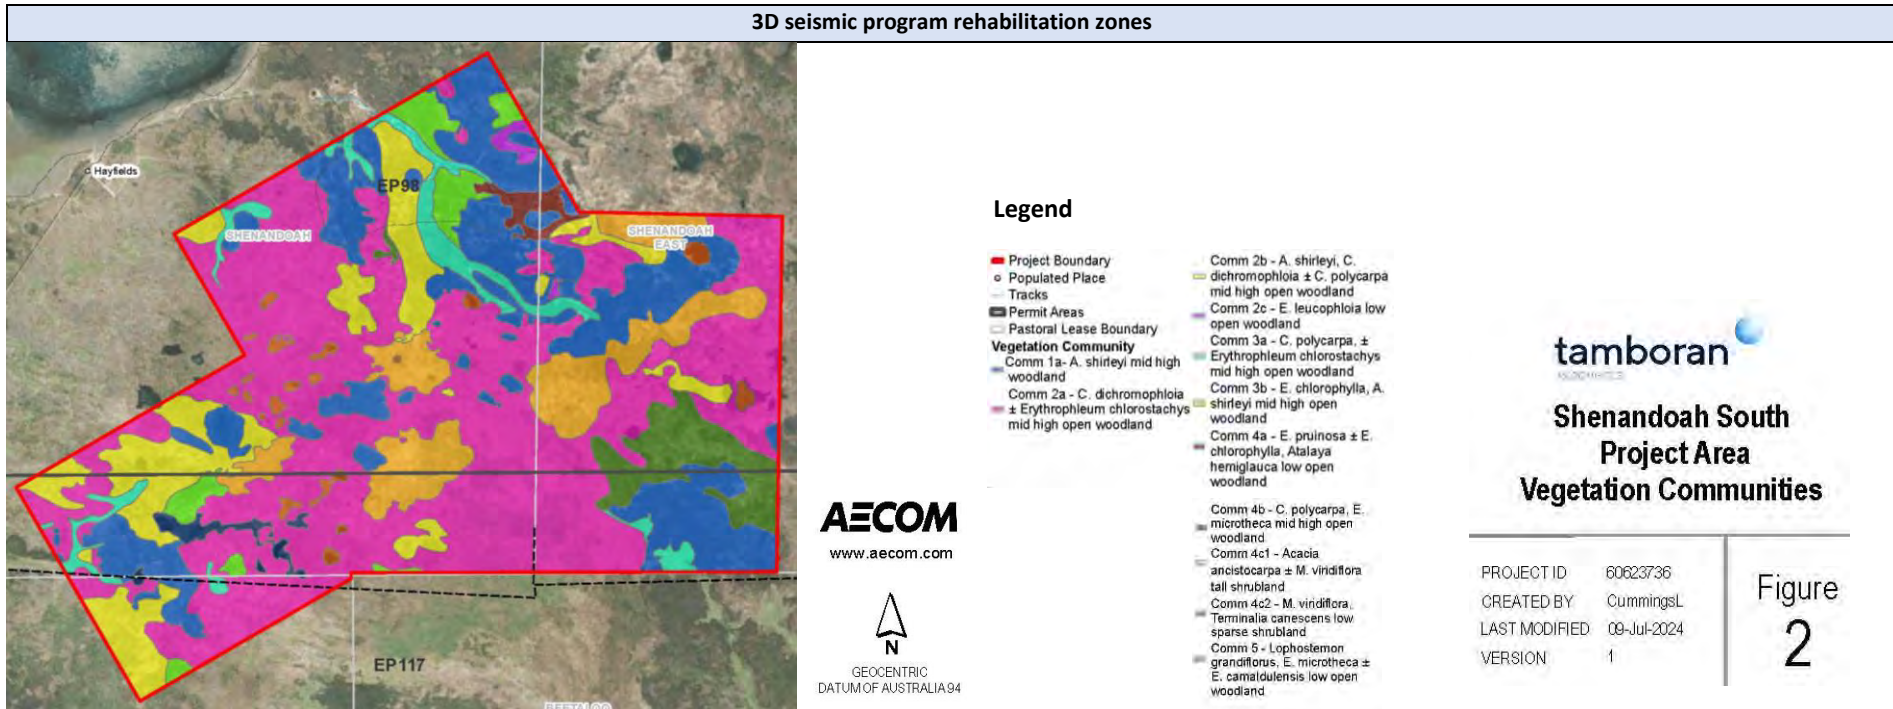 3D seismic program rehabilitation zones
Hayfields
EP98
SHENANDOAH
SHENANDOAH
EAST
EP117
AECOM
www.aecom.com
N
GEOCENTRIC
DATUM OF AUSTRALIA 94
Legend
Project Boundary
Populated Place
Tracks
Permit Areas
Pastoral Lease Boundary
Vegetation Community
Comm 1a- A. shirleyi mid high
woodland
Comm 2a - C. dichromophloia
± Erythrophleum chlorostachys
mid high open woodland
Comm 2b - A. shirleyi, C.
dichromophloia ± C. polycarpa
mid high open woodland
Comm 2c - E. leucophloia low
open woodland
Comm 3a - C. polycarpa, ±
Erythrophleum chlorostachys
mid high open woodland
Comm 3b - E. chlorophylla, A.
shirleyi mid high open
woodland
Comm 4a - E. pruinosa ± E.
chlorophylla, Atalaya
hemiglauca low open
woodland
Comm 4b - C. polycarpa, E.
microtheca mid high open
woodland
Comm 4c1 - Acacia
ancistocarpa ± M. viridiflora
tall shrubland
Comm 4c2 - M. viridiflora,
Terminalia canescens low
sparse shrubland
Comm 5 - Lophostemon
grandiflorus, E. microtheca ±
E. camaldulensis low open
woodland
tamboran
Shenandoah South
Project Area
Vegetation Communities
PROJECT ID 60623736
CREATED BY CummingsL
LAST MODIFIED 09-Jul-2024
VERSION 1
Figure
2